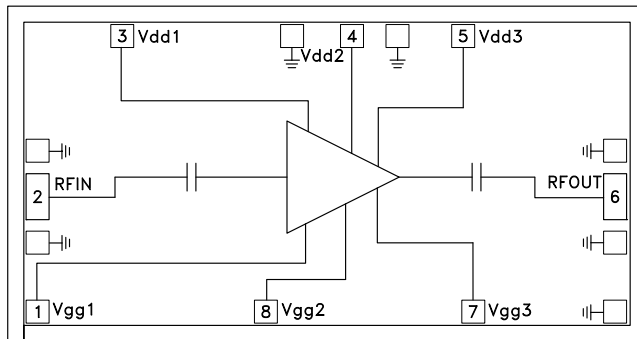 3 Vdd1
Vdd2 4
5 Vdd3
2 RFIN
RFOUT 6
1 Vgg1
8 Vgg2
7 Vgg3